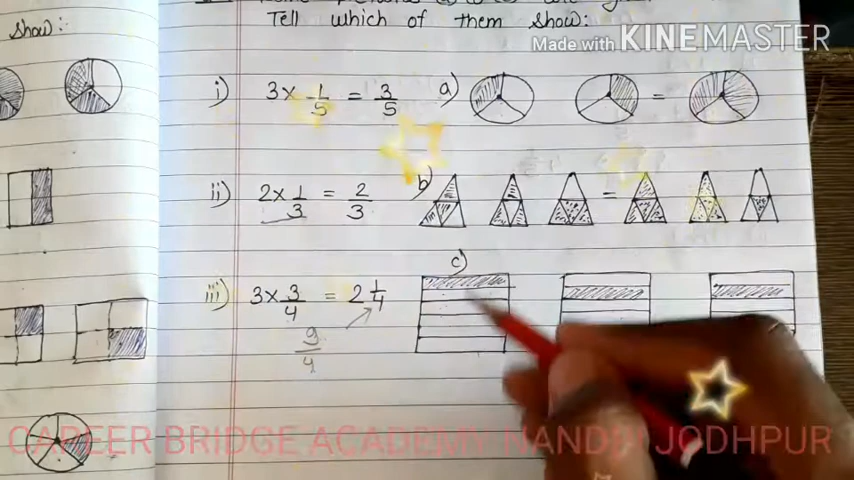 Show:
Tell which of them show:
Made with KINEMASTER
i) 3 × 1/5 = 3/5 a) =
ii) 2 × 1/3 = 2/3 b) =
c)
iii) 3 × 3/4 = 2 1/4
9/4
CAREER BRIDGE ACADEMY NANDRI JODHPUR